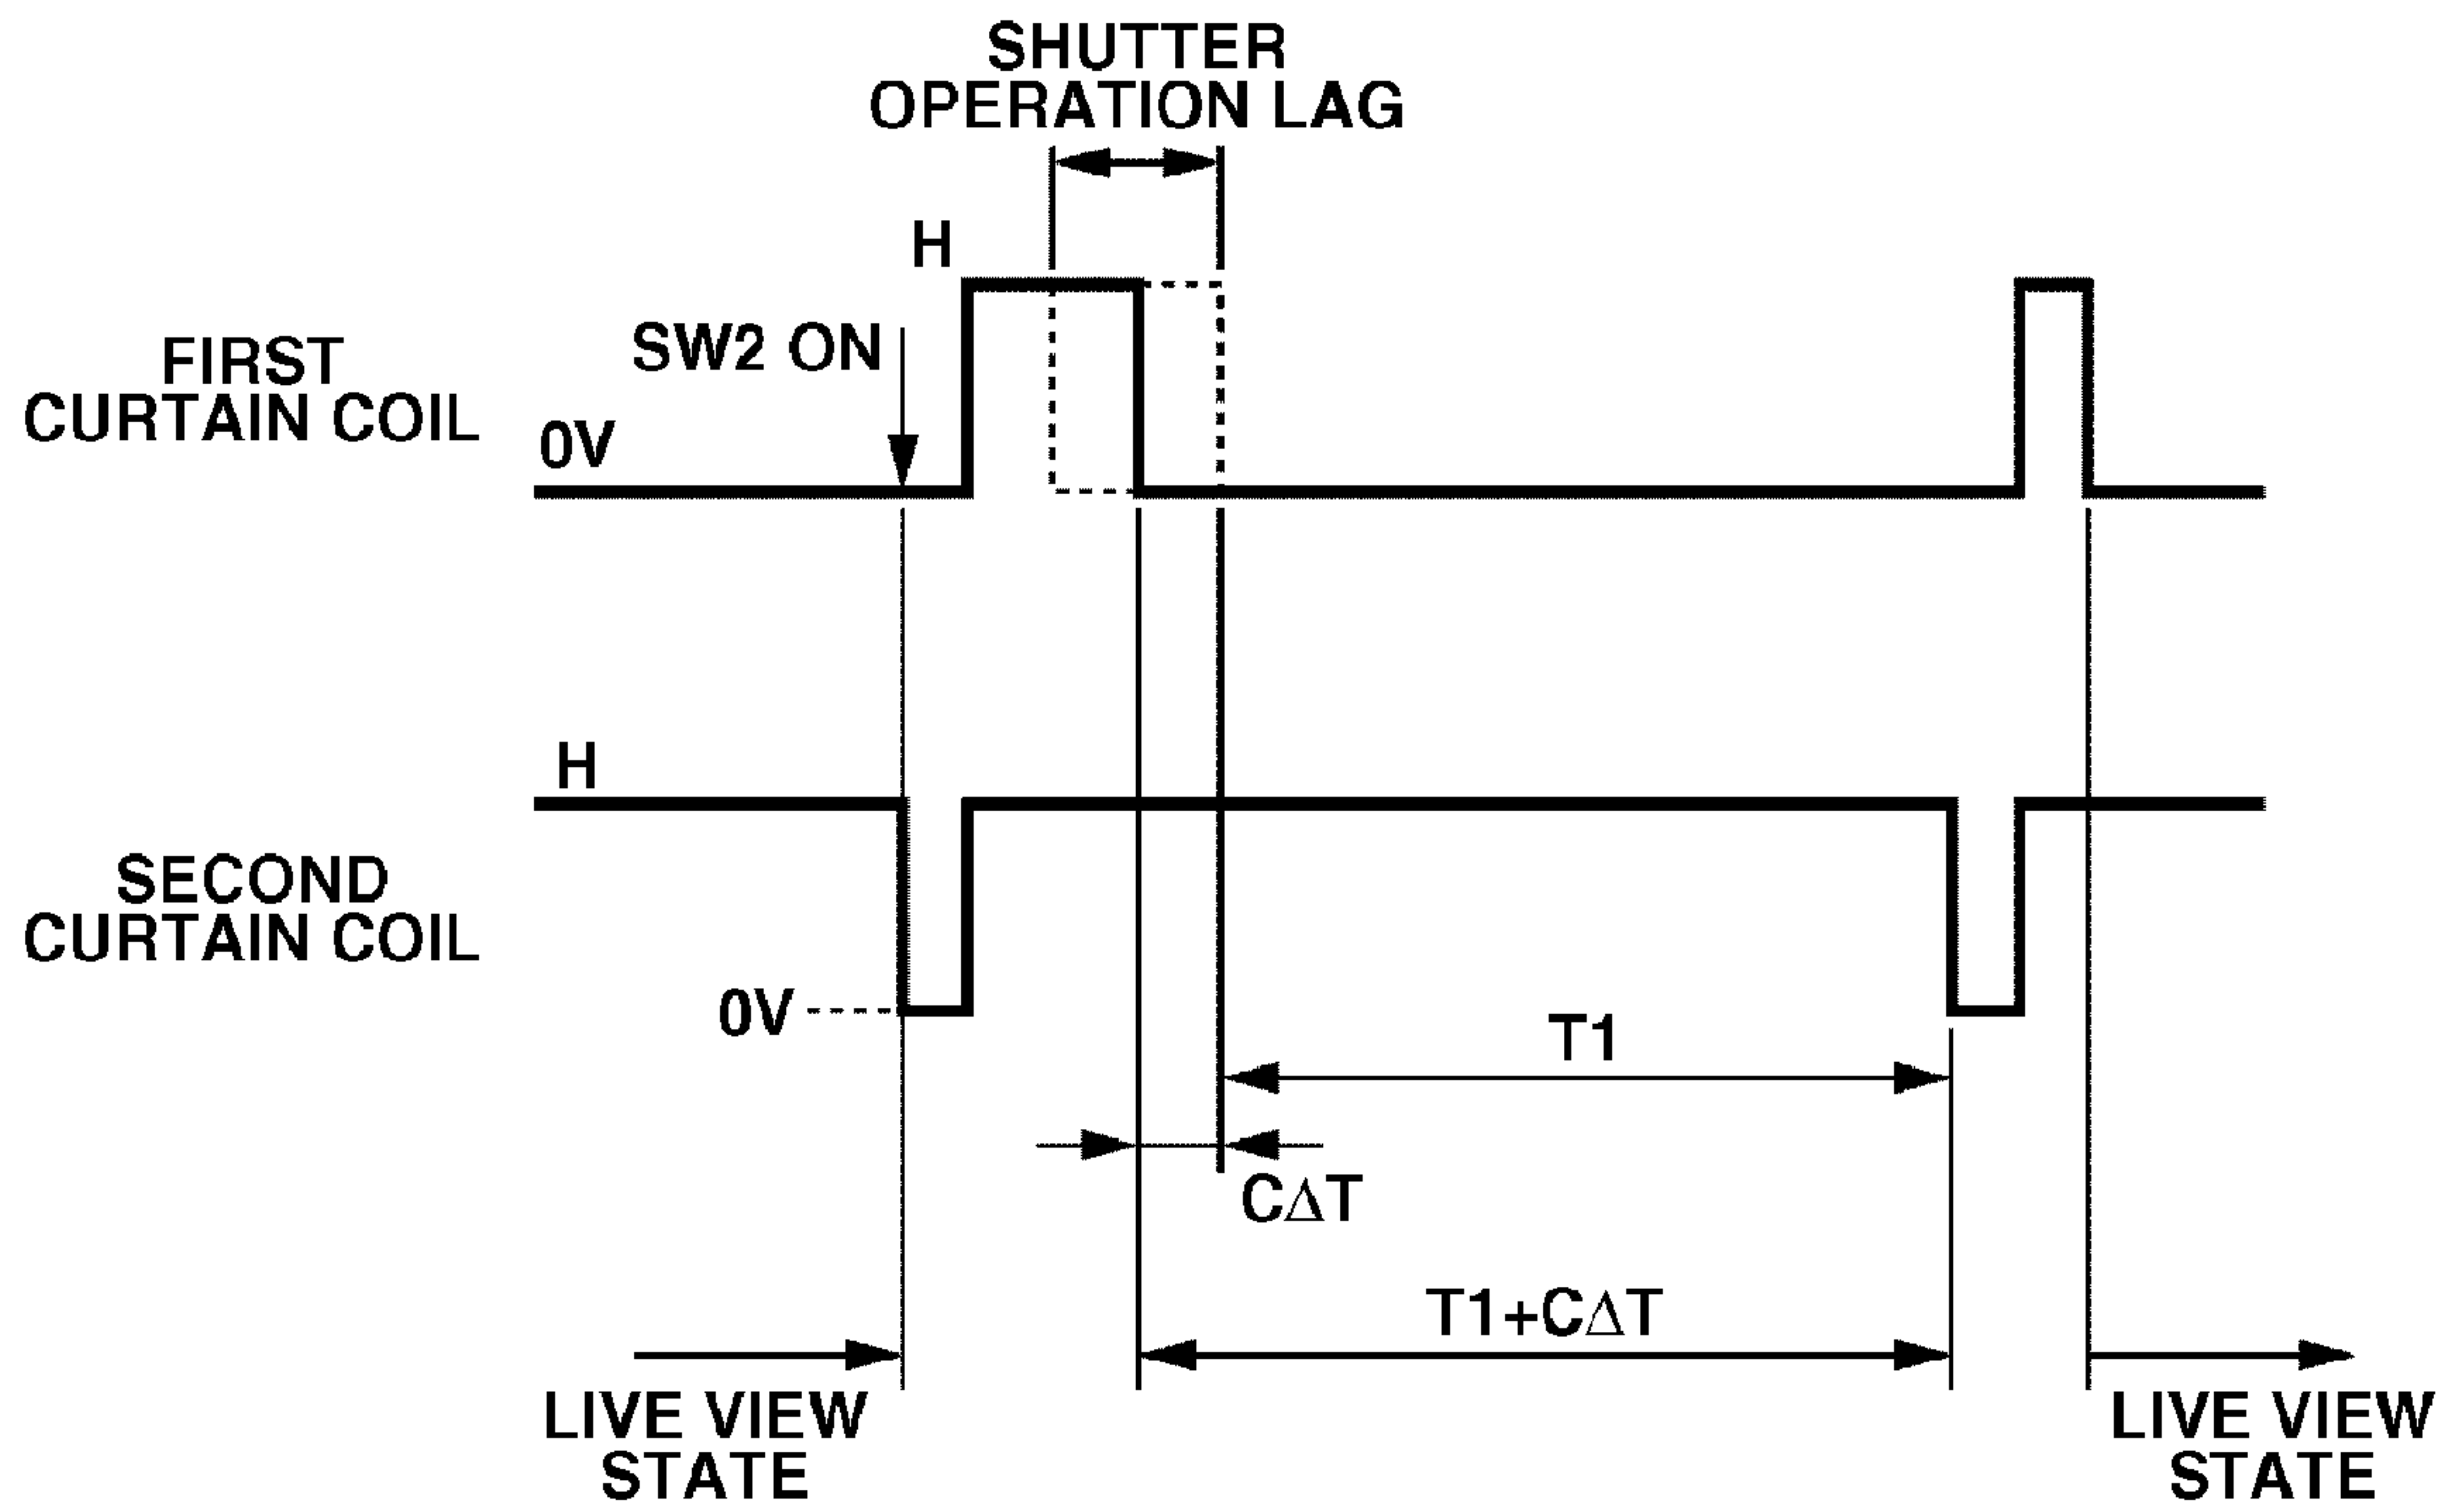 SHUTTER
OPERATION LAG
H
SW2 ON
FIRST
CURTAIN COIL
0V
H
SECOND
CURTAIN COIL
0V
T1
CΔT
T1+CΔT
LIVE VIEW
STATE
LIVE VIEW
STATE